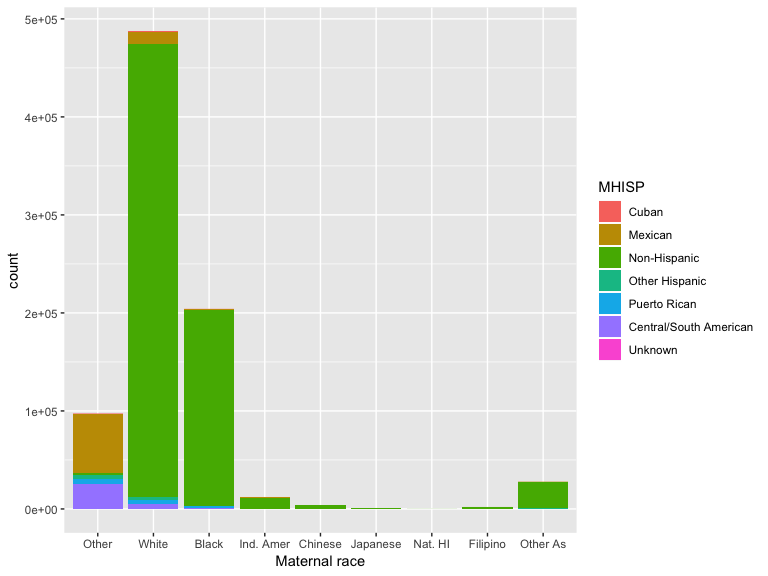 5e+05
4e+05
3e+05
2e+05
1e+05
0e+00
count
Other White Black Ind. Amer Chinese Japanese Nat. HI Filipino Other As
Maternal race
MHISP
Cuban
Mexican
Non-Hispanic
Other Hispanic
Puerto Rican
Central/South American
Unknown